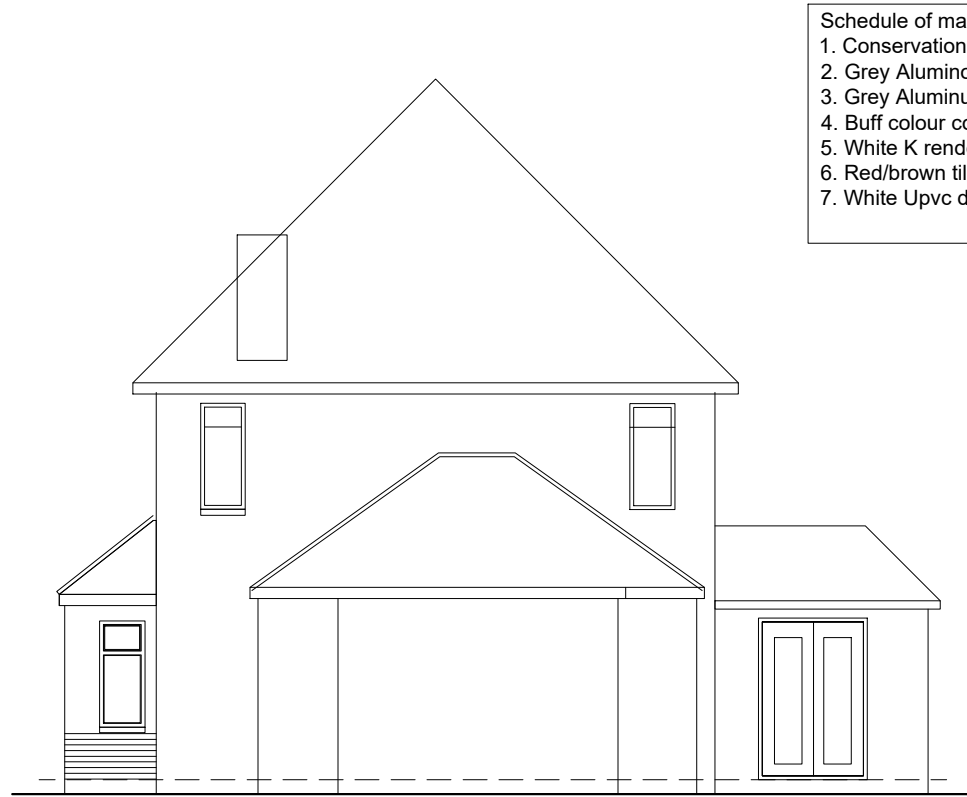 Schedule of ma
1. Conservation
2. Grey Alumino
3. Grey Aluminu
4. Buff colour co
5. White K rende
6. Red/brown til
7. White Upvc d